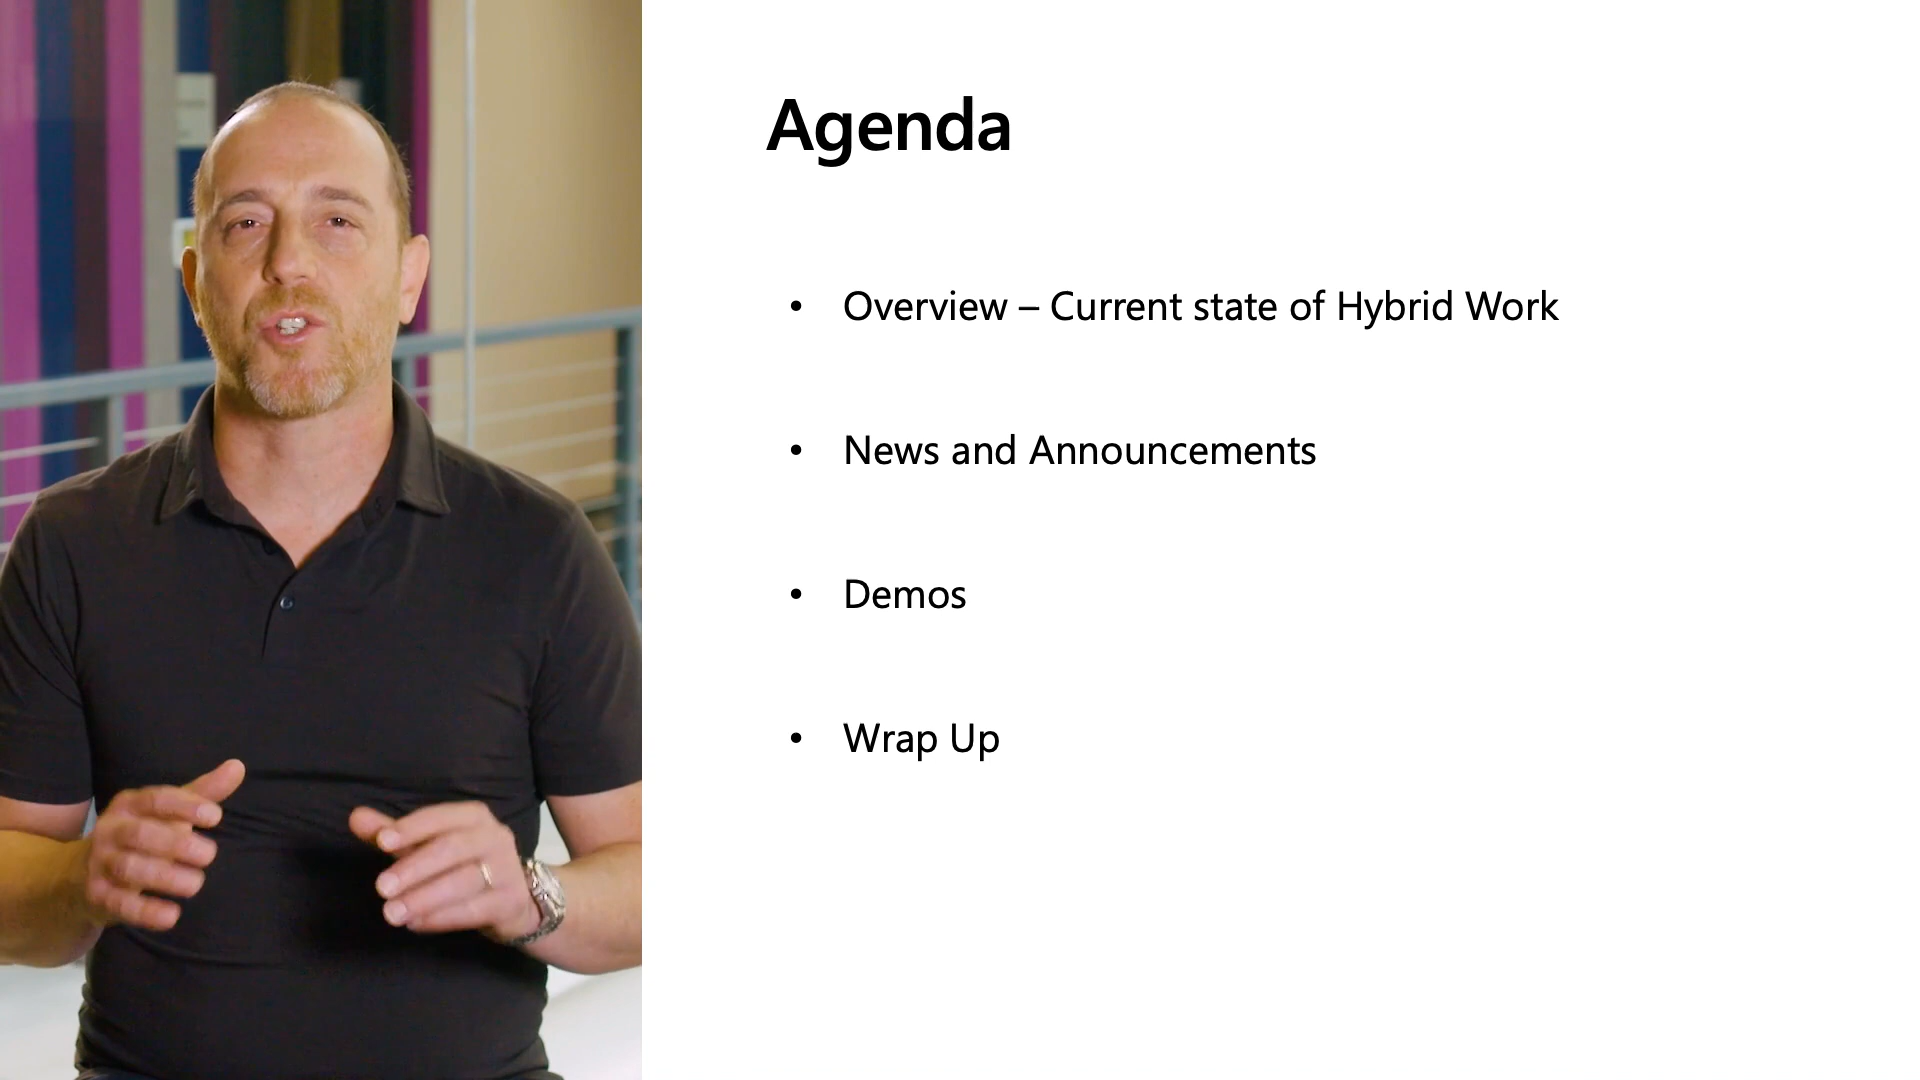 Agenda
• Overview – Current state of Hybrid Work
• News and Announcements
• Demos
• Wrap Up